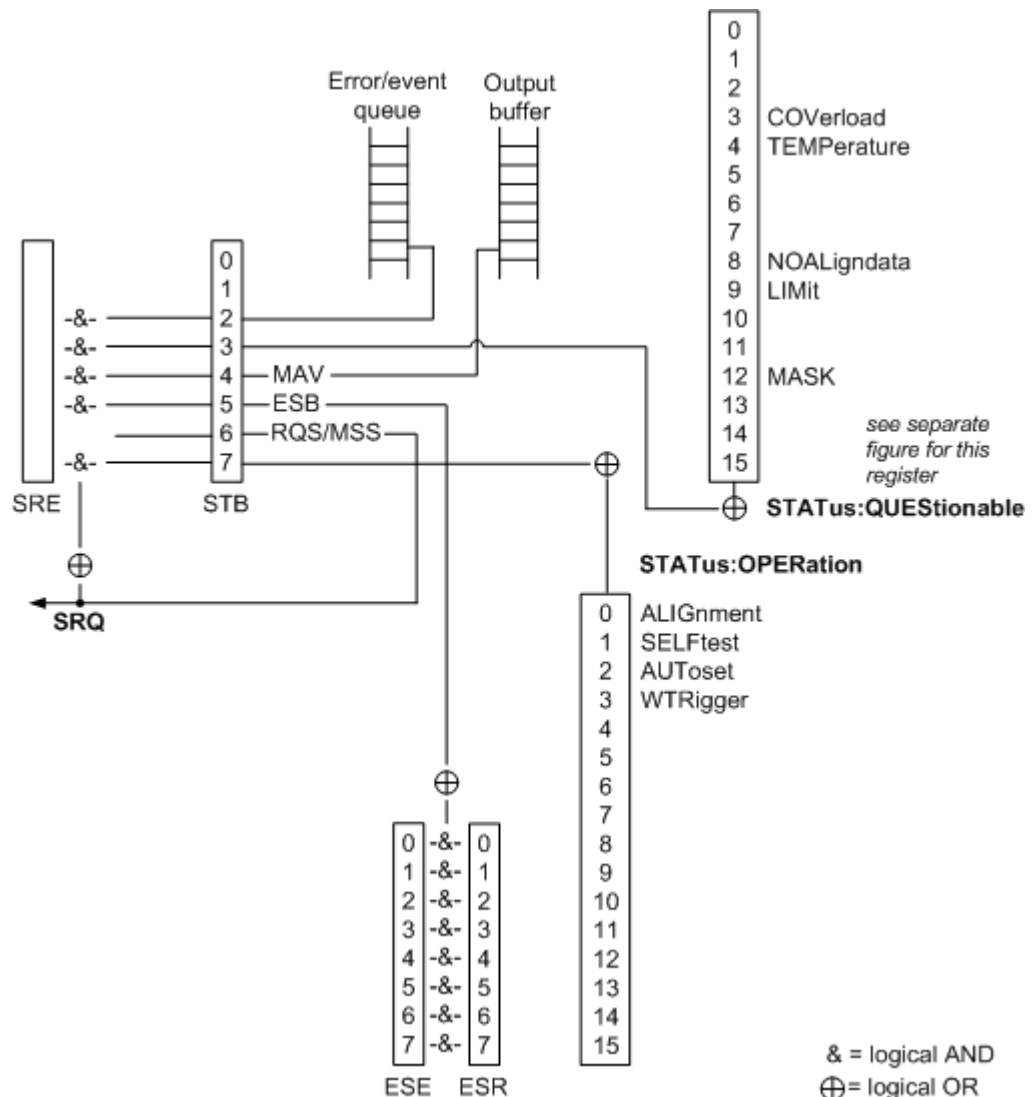 Error/event
queue
Output
buffer
0
1
2
3 COVerload
4 TEMPerature
5
6
7
8 NOALigndata
9 LIMit
10
11
12 MASK
13
14
15
see separate
figure for this
register
STATus:QUEStionable
-&-
-&-
-&-
-&-
-&-
SRE
0
1
2
3
4 MAV
5 ESB
6 RQS/MSS
7
STB
SRQ
STATus:OPERation
0 ALIGnment
1 SELFtest
2 AUToset
3 WTRigger
4
5
6
7
8
9
10
11
12
13
14
15
0 -&- 0
1 -&- 1
2 -&- 2
3 -&- 3
4 -&- 4
5 -&- 5
6 -&- 6
7 -&- 7
ESE ESR
& = logical AND
⊕ = logical OR